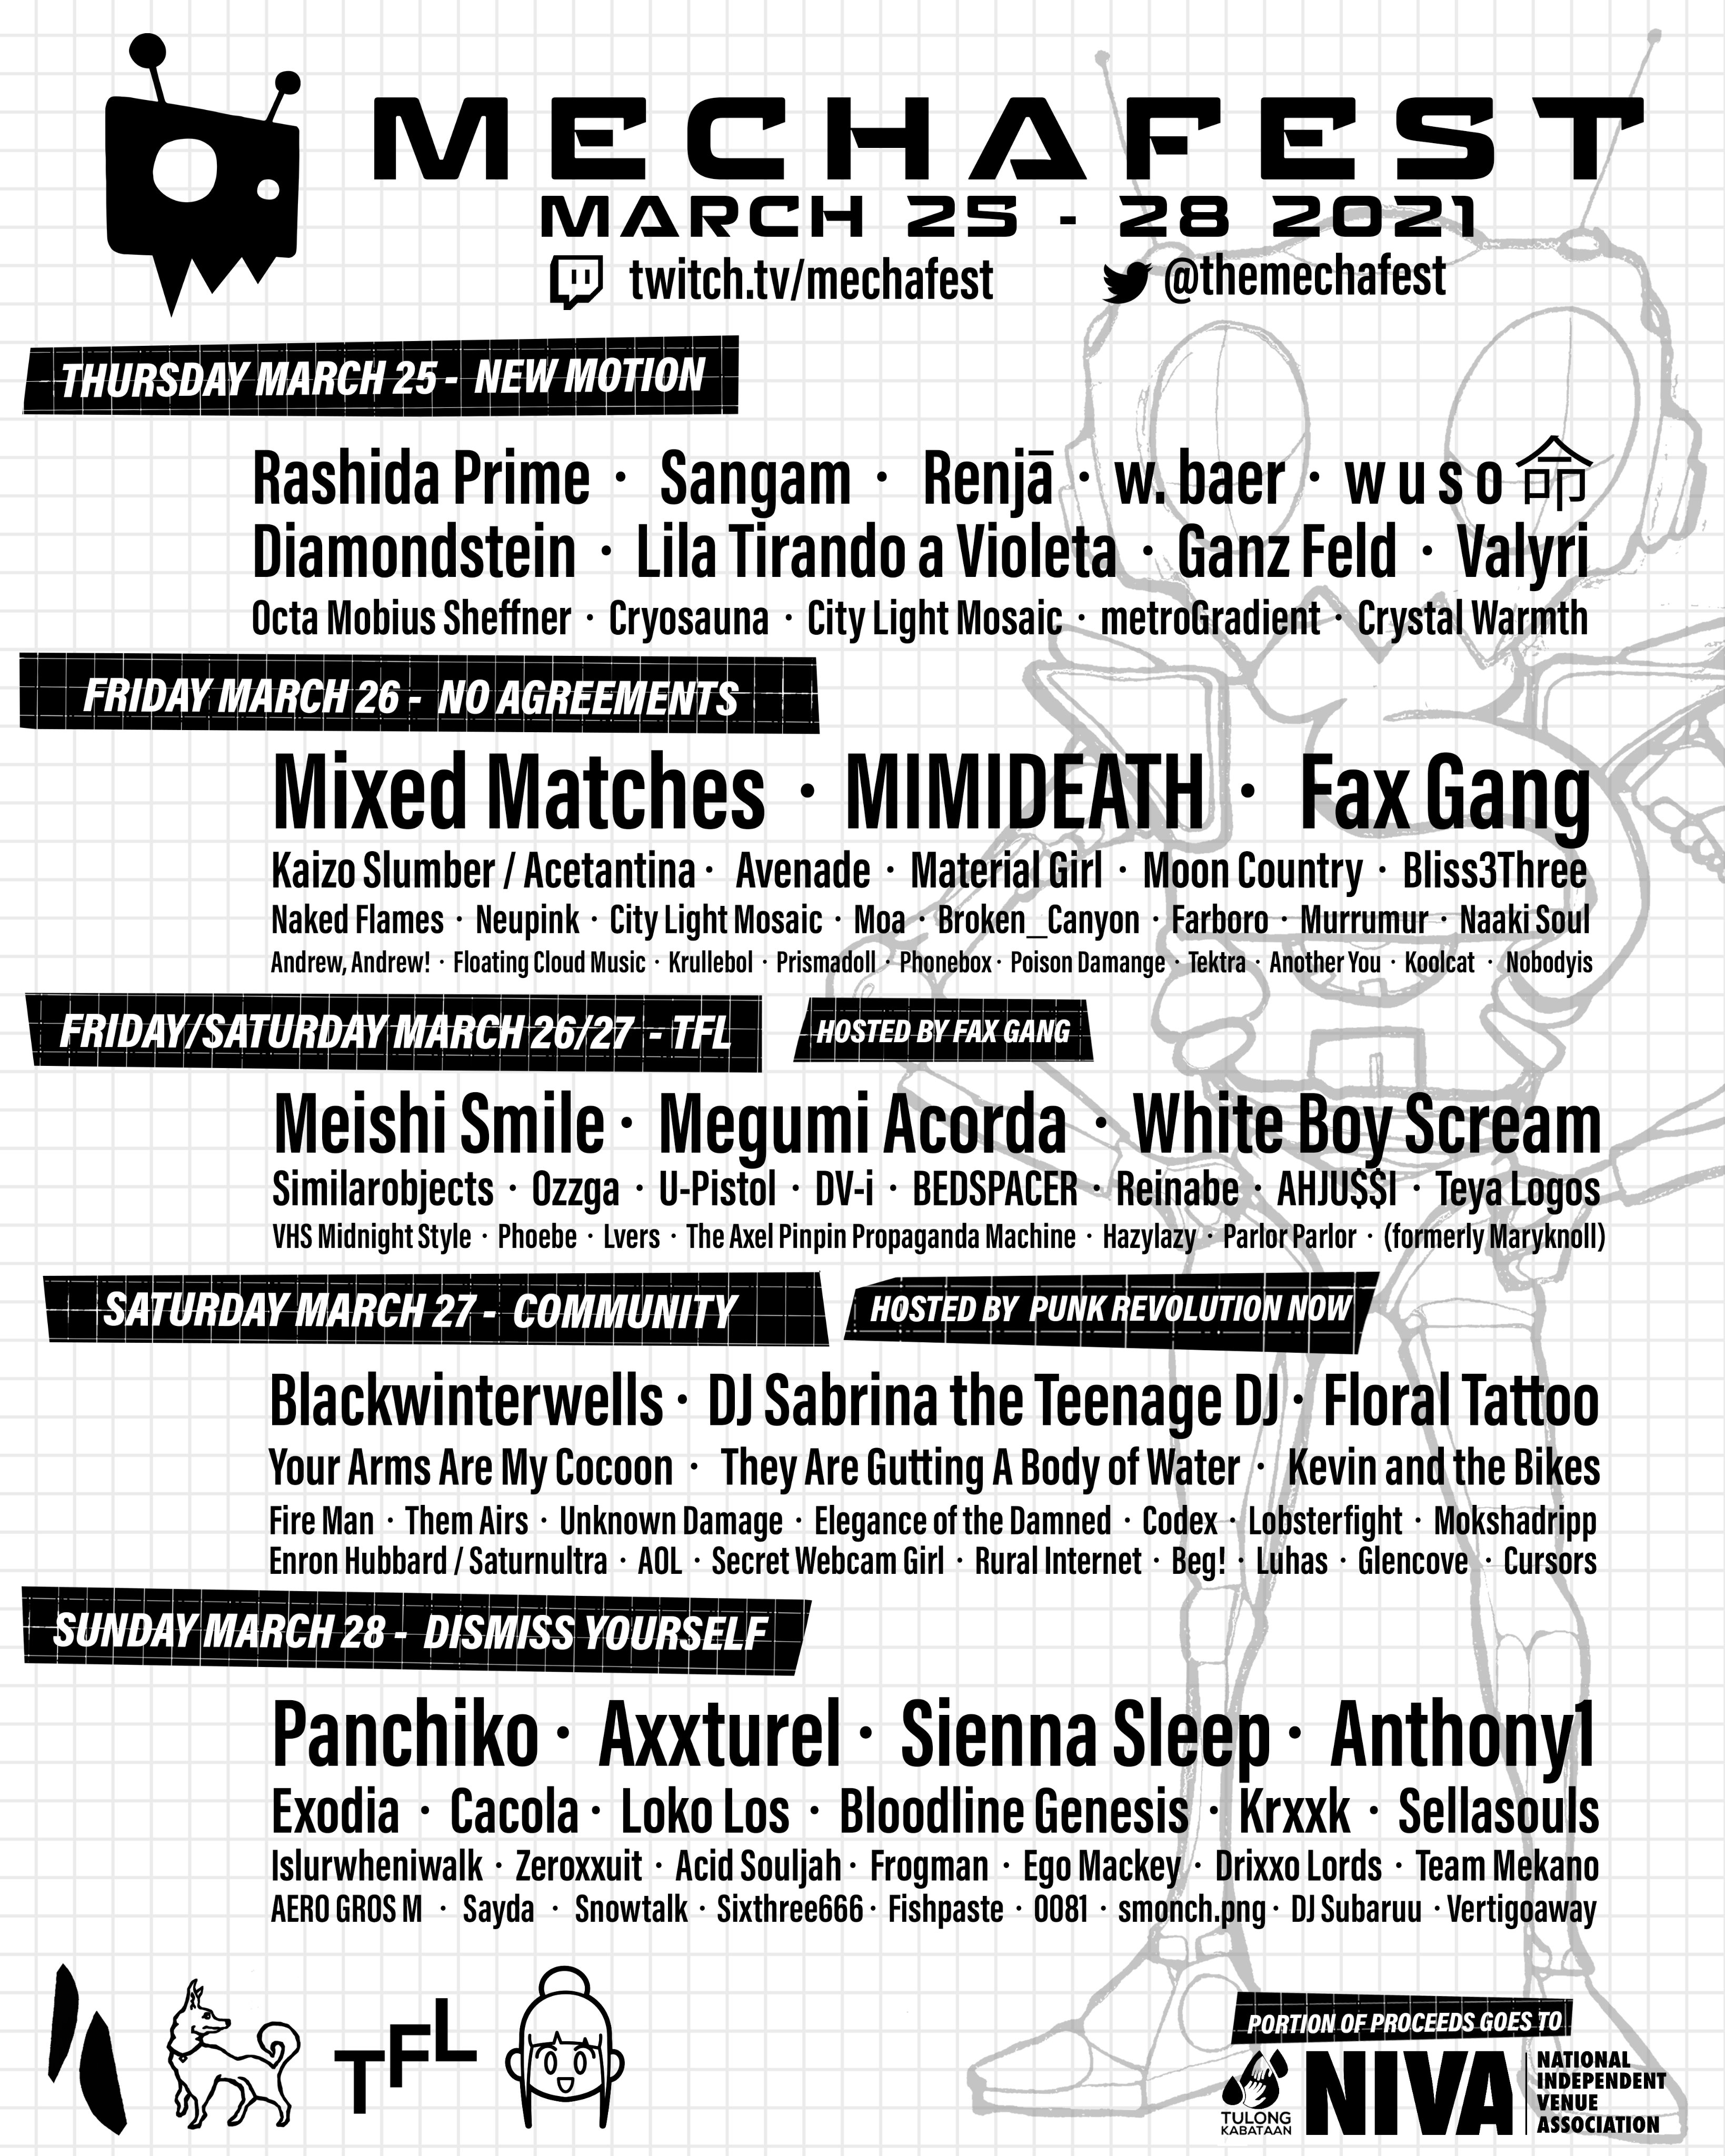 MECHAFEST
MARCH 25 - 28 2021
twitch.tv/mechafest @themechafest
THURSDAY MARCH 25 - NEW MOTION
Rashida Prime · Sangam · Renjā · w. baer · w u s o 命
Diamondstein · Lila Tirando a Violeta · Ganz Feld · Valyri
Octa Mobius Sheffner · Cryosauna · City Light Mosaic · metroGradient · Crystal Warmth
FRIDAY MARCH 26 - NO AGREEMENTS
Mixed Matches · MIMIDEATH · Fax Gang
Kaizo Slumber / Acetantina · Avenade · Material Girl · Moon Country · Bliss3Three
Naked Flames · Neupink · City Light Mosaic · Moa · Broken_Canyon · Farboro · Murrumur · Naaki Soul
Andrew, Andrew! · Floating Cloud Music · Krullebol · Prismadoll · Phonebox · Poison Damange · Tektra · Another You · Koolcat · Nobodyis
FRIDAY/SATURDAY MARCH 26/27 - TFL HOSTED BY FAX GANG
Meishi Smile · Megumi Acorda · White Boy Scream
Similarobjects · Ozzga · U-Pistol · DV-i · BEDSPACER · Reinabe · AHJU$$I · Teya Logos
VHS Midnight Style · Phoebe · Lvers · The Axel Pinpin Propaganda Machine · Hazylazy · Parlor Parlor · (formerly Maryknoll)
SATURDAY MARCH 27 - COMMUNITY HOSTED BY PUNK REVOLUTION NOW
Blackwinterwells · DJ Sabrina the Teenage DJ · Floral Tattoo
Your Arms Are My Cocoon · They Are Gutting A Body of Water · Kevin and the Bikes
Fire Man · Them Airs · Unknown Damage · Elegance of the Damned · Codex · Lobsterfight · Mokshadripp
Enron Hubbard / Saturnultra · AOL · Secret Webcam Girl · Rural Internet · Beg! · Luhas · Glencove · Cursors
SUNDAY MARCH 28 - DISMISS YOURSELF
Panchiko · Axxturel · Sienna Sleep · Anthony1
Exodia · Cacola · Loko Los · Bloodline Genesis · Krxxk · Sellasouls
Islurwheniwalk · Zeroxxuit · Acid Souljah · Frogman · Ego Mackey · Drixxo Lords · Team Mekano
AERO GROS M · Sayda · Snowtalk · Sixthree666 · Fishpaste · 0081 · smonch.png · DJ Subaruu · Vertigoaway
TFL
PORTION OF PROCEEDS GOES TO
TULONG
KABATAAN
NIVA
NATIONAL
INDEPENDENT
VENUE
ASSOCIATION